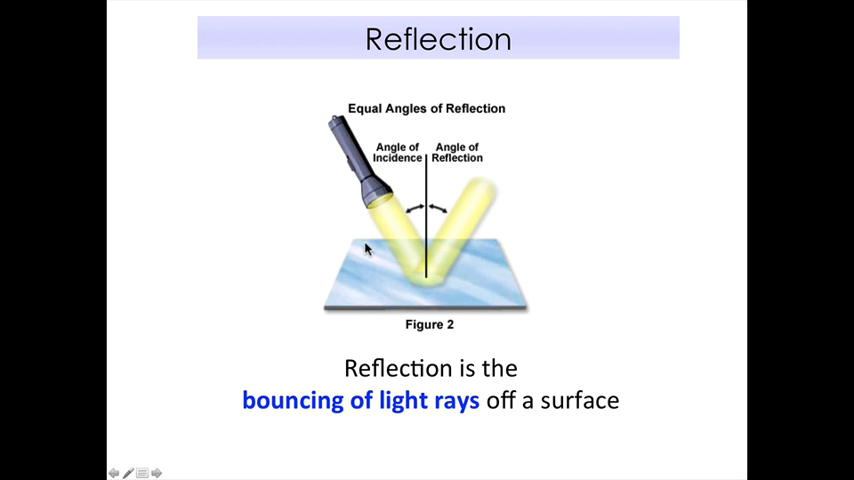 Reflection
Equal Angles of Reflection
Angle of Incidence
Angle of Reflection
Figure 2
Reflection is the
bouncing of light rays off a surface